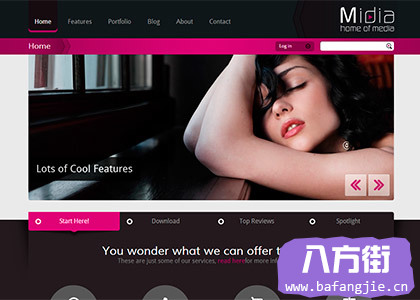 Home
Features
Portfolio
Blog
About
Contact
Midia
home of media
Home
Log in
Lots of Cool Features
Start Here!
Download
Top Reviews
Spotlight
You wonder what we can offer t
These are just some of our services, read here for more info
八方街
www.bafangjie.cn